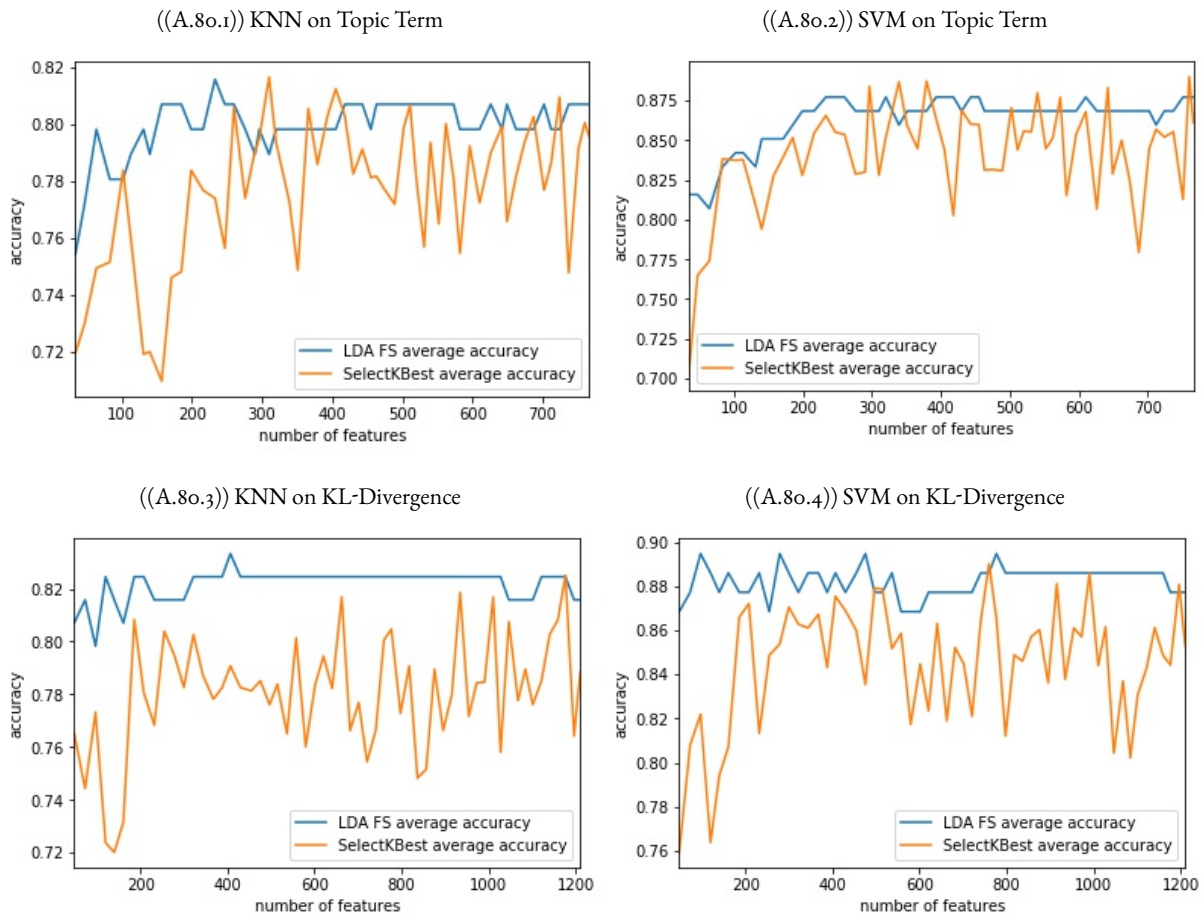 ((A.80.1)) KNN on Topic Term
((A.80.2)) SVM on Topic Term
0.82
0.80
0.78
0.76
0.74
0.72
accuracy
LDA FS average accuracy
SelectKBest average accuracy
100 200 300 400 500 600 700
number of features
0.875
0.850
0.825
0.800
0.775
0.750
0.725
0.700
accuracy
LDA FS average accuracy
SelectKBest average accuracy
100 200 300 400 500 600 700
number of features
((A.80.3)) KNN on KL-Divergence
((A.80.4)) SVM on KL-Divergence
0.82
0.80
0.78
0.76
0.74
0.72
accuracy
LDA FS average accuracy
SelectKBest average accuracy
200 400 600 800 1000 1200
number of features
0.90
0.88
0.86
0.84
0.82
0.80
0.78
0.76
accuracy
LDA FS average accuracy
SelectKBest average accuracy
200 400 600 800 1000 1200
number of features